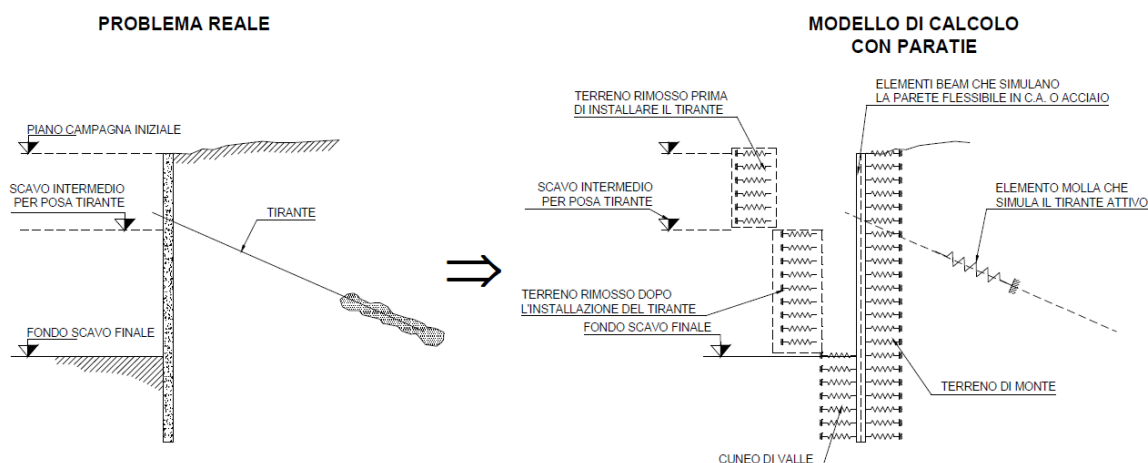 PROBLEMA REALE
PIANO CAMPAGNA INIZIALE
SCAVO INTERMEDIO
PER POSA TIRANTE
TIRANTE
FONDO SCAVO FINALE
MODELLO DI CALCOLO
CON PARATIE
TERRENO RIMOSSO PRIMA
DI INSTALLARE IL TIRANTE
ELEMENTI BEAM CHE SIMULANO
LA PARETE FLESSIBILE IN C.A. O ACCIAIO
SCAVO INTERMEDIO
PER POSA TIRANTE
ELEMENTO MOLLA CHE
SIMULA IL TIRANTE ATTIVO
TERRENO RIMOSSO DOPO
L'INSTALLAZIONE DEL TIRANTE
FONDO SCAVO FINALE
TERRENO DI MONTE
CUNEO DI VALLE